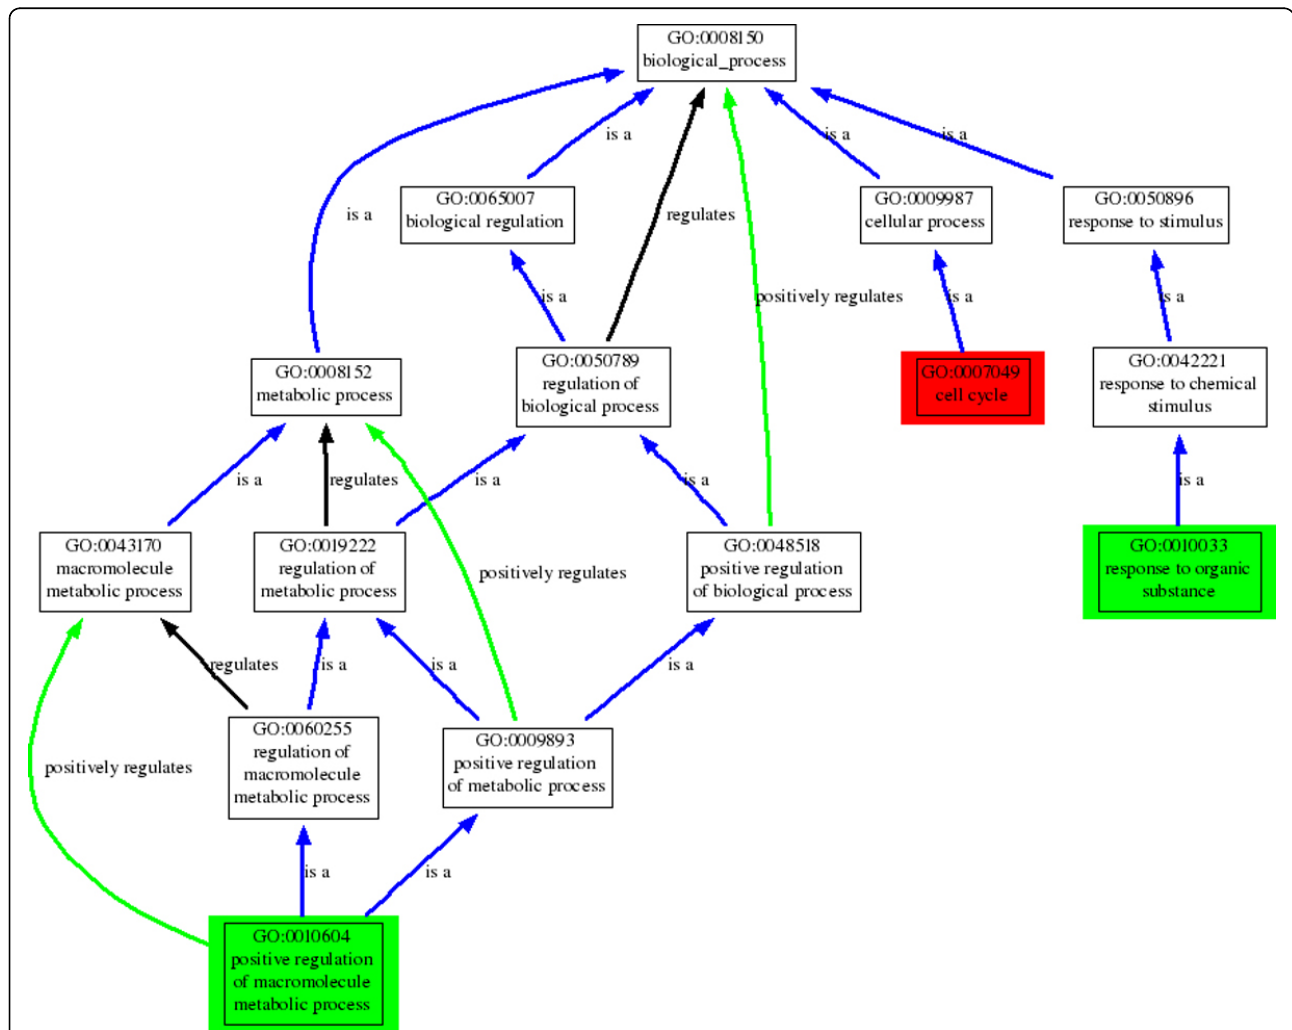 GO:0008150
biological_process
is a
is a
is a
GO:0065007
biological regulation
GO:0009987
cellular process
GO:0050896
response to stimulus
is a
regulates
is a
positively regulates
is a
is a
GO:0008152
metabolic process
GO:0050789
regulation of
biological process
GO:0007049
cell cycle
GO:0042221
response to chemical
stimulus
is a
regulates
is a
is a
is a
GO:0043170
macromolecule
metabolic process
GO:0019222
regulation of
metabolic process
positively regulates
GO:0048518
positive regulation
of biological process
GO:0010033
response to organic
substance
regulates
is a
is a
is a
GO:0060255
regulation of
macromolecule
metabolic process
GO:0009893
positive regulation
of metabolic process
positively regulates
is a
is a
GO:0010604
positive regulation
of macromolecule
metabolic process